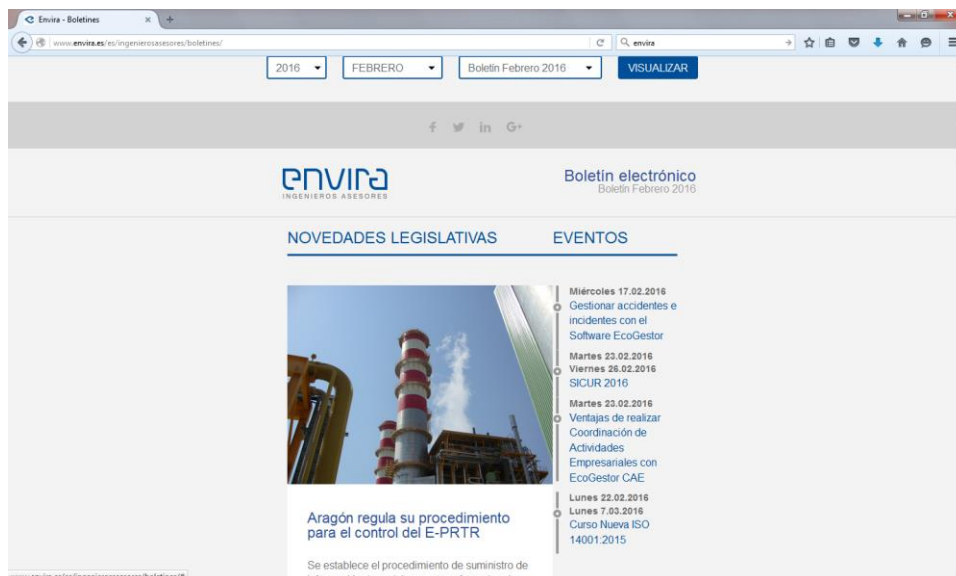 Envira - Boletines
www.envira.es/es/ingenierosasesores/boletines/
envira
2016
FEBRERO
Boletín Febrero 2016
VISUALIZAR
envira
INGENIEROS ASESORES
Boletín electrónico
Boletín Febrero 2016
NOVEDADES LEGISLATIVAS
EVENTOS
Miércoles 17.02.2016
Gestionar accidentes e
incidentes con el
Software EcoGestor
Martes 23.02.2016
Viernes 26.02.2016
SICUR 2016
Martes 23.02.2016
Ventajas de realizar
Coordinación de
Actividades
Empresariales con
EcoGestor CAE
Lunes 22.02.2016
Lunes 7.03.2016
Curso Nueva ISO
14001:2015
Aragón regula su procedimiento
para el control del E-PRTR
Se establece el procedimiento de suministro de